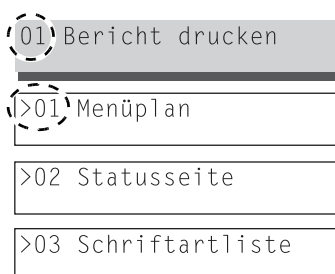 01 Bericht drucken
>01 Menüplan
>02 Statusseite
>03 Schriftartliste